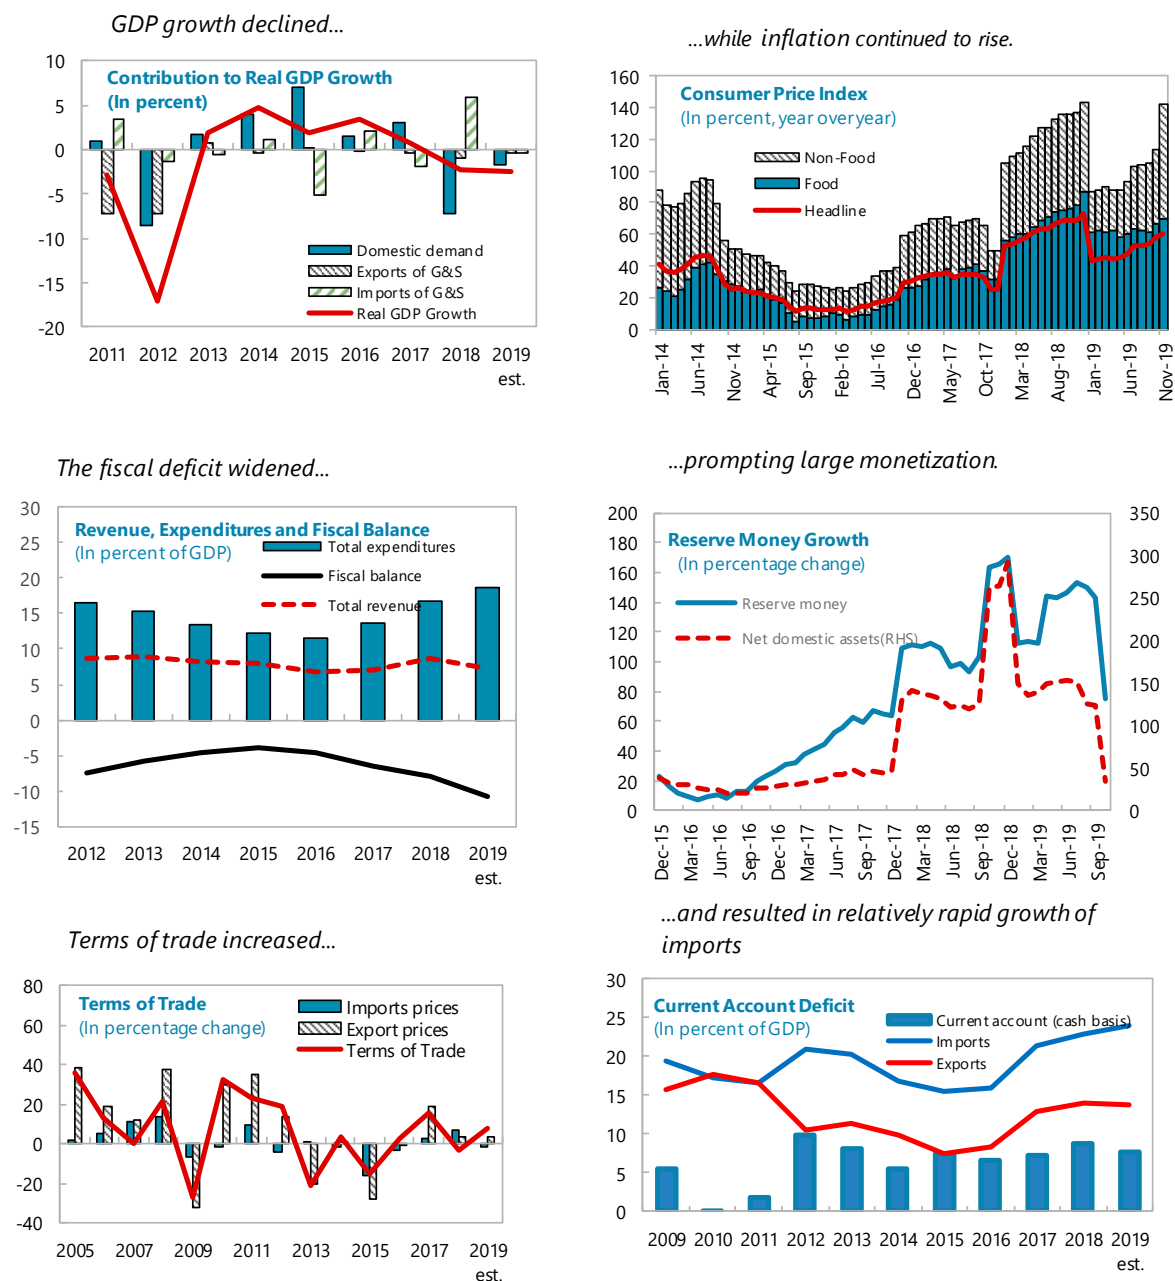 GDP growth declined...
Contribution to Real GDP Growth
(In percent)
10
5
0
-5
-10
-15
-20
Domestic demand
Exports of G&S
Imports of G&S
Real GDP Growth
2011 2012 2013 2014 2015 2016 2017 2018 2019
est.
...while inflation continued to rise.
Consumer Price Index
(In percent, year over year)
160
140
120
100
80
60
40
20
0
Non-Food
Food
Headline
Jan-14
Jun-14
Nov-14
Apr-15
Sep-15
Feb-16
Jul-16
Dec-16
May-17
Oct-17
Mar-18
Aug-18
Jan-19
Jun-19
Nov-19
The fiscal deficit widened...
Revenue, Expenditures and Fiscal Balance
(In percent of GDP)
30
25
20
15
10
5
0
-5
-10
-15
Total expenditures
Fiscal balance
Total revenue
2012 2013 2014 2015 2016 2017 2018 2019
est.
...prompting large monetization.
Reserve Money Growth
(In percentage change)
200
180
160
140
120
100
80
60
40
20
0
350
300
250
200
150
100
50
0
Reserve money
Net domestic assets(RHS)
Dec-15
Mar-16
Jun-16
Sep-16
Dec-16
Mar-17
Jun-17
Sep-17
Dec-17
Mar-18
Jun-18
Sep-18
Dec-18
Mar-19
Jun-19
Sep-19
Terms of trade increased...
Terms of Trade
(In percentage change)
80
60
40
20
0
-20
-40
Imports prices
Export prices
Terms of Trade
2005 2007 2009 2011 2013 2015 2017 2019
est.
...and resulted in relatively rapid growth of
imports
Current Account Deficit
(In percent of GDP)
30
25
20
15
10
5
0
Current account (cash basis)
Imports
Exports
2009 2010 2011 2012 2013 2014 2015 2016 2017 2018 2019
est.